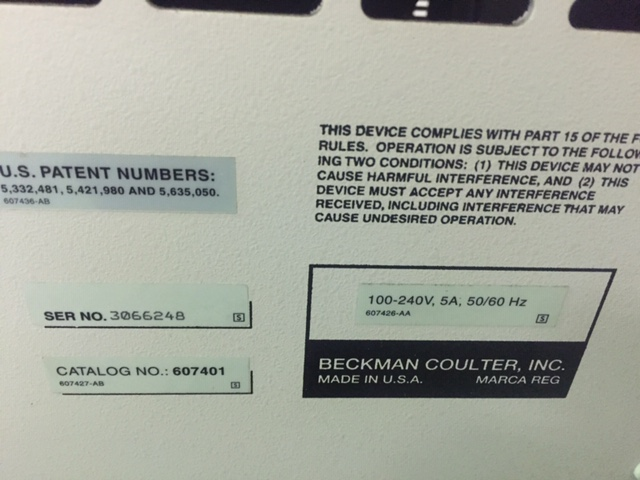 U.S. PATENT NUMBERS:
5,332,481, 5,421,980 AND 5,635,050.
607436-AB
THIS DEVICE COMPLIES WITH PART 15 OF THE F
RULES. OPERATION IS SUBJECT TO THE FOLLOW
ING TWO CONDITIONS: (1) THIS DEVICE MAY NOT
CAUSE HARMFUL INTERFERENCE, AND (2) THIS
DEVICE MUST ACCEPT ANY INTERFERENCE
RECEIVED, INCLUDING INTERFERENCE THAT MAY
CAUSE UNDESIRED OPERATION.
SER NO. 3066248 S
CATALOG NO.: 607401
607427-AB S
100-240V, 5A, 50/60 Hz
607426-AA S
BECKMAN COULTER, INC.
MADE IN U.S.A. MARCA REG